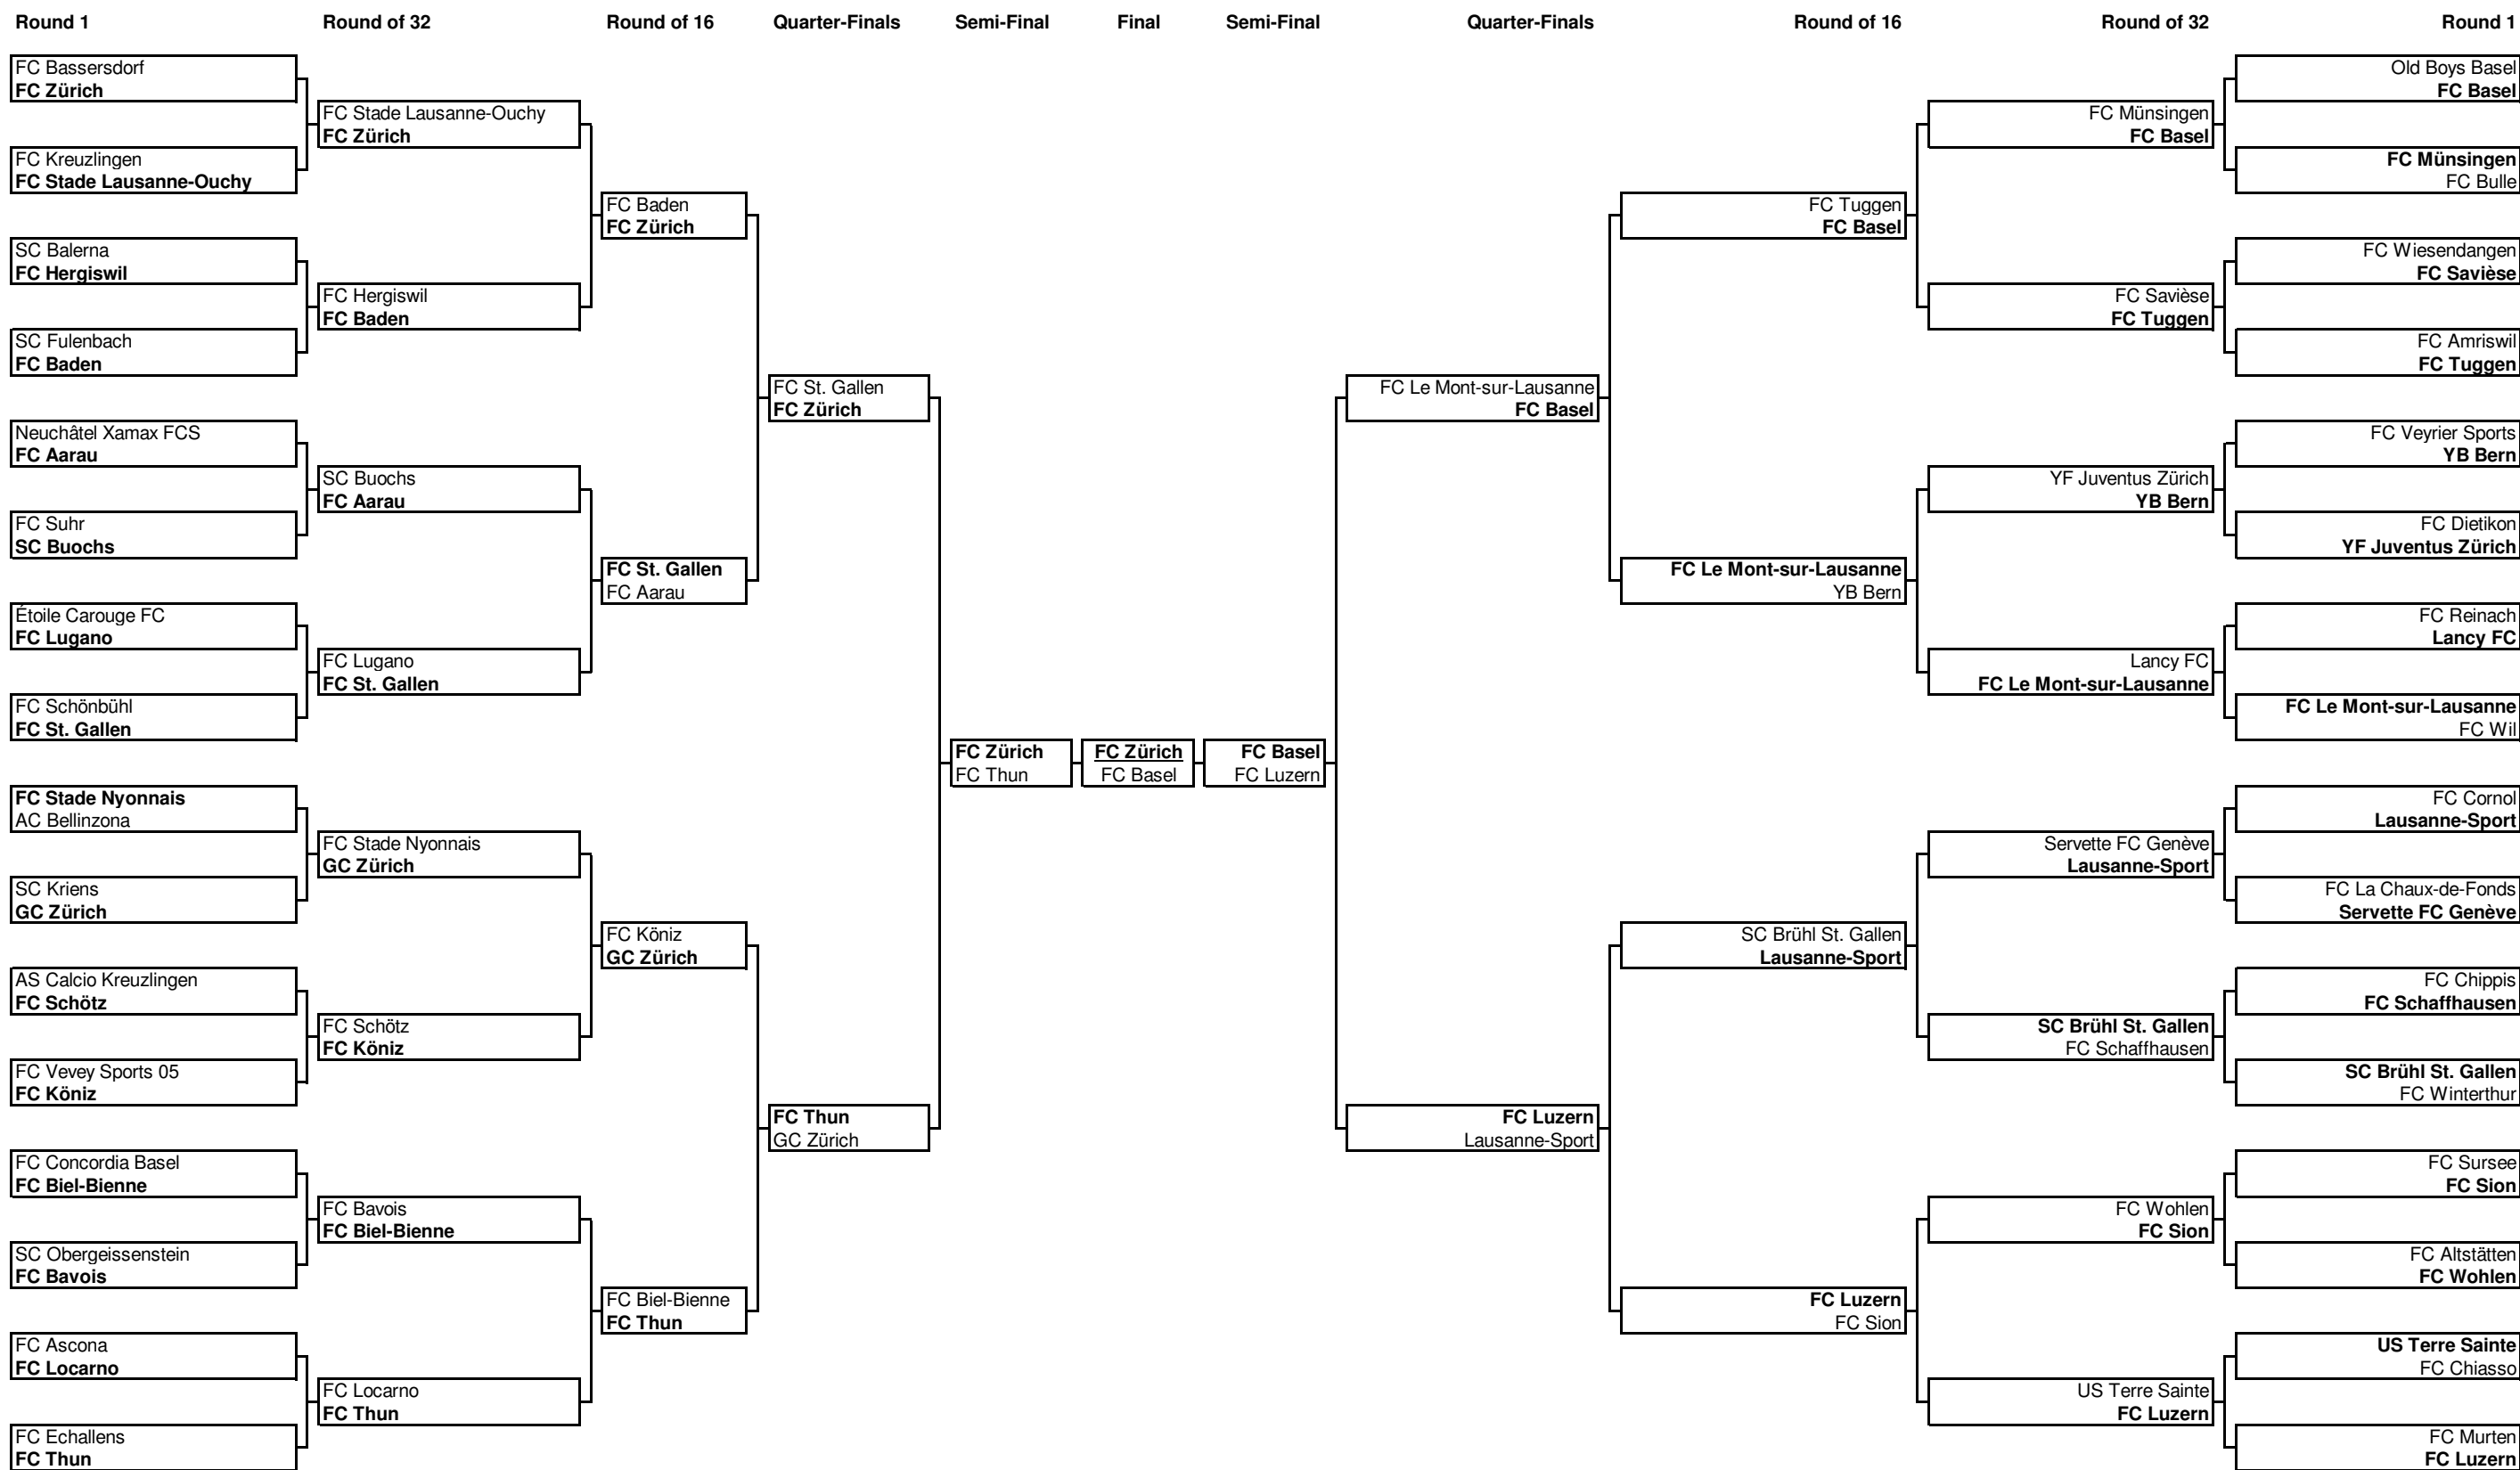 Round 1
Round of 32
Round of 16
Quarter-Finals
Semi-Final
Final
Semi-Final
Quarter-Finals
Round of 16
Round of 32
Round 1
FC Bassersdorf
FC Zürich
FC Kreuzlingen
FC Stade Lausanne-Ouchy
SC Balerna
FC Hergiswil
SC Fulenbach
FC Baden
Neuchâtel Xamax FCS
FC Aarau
FC Suhr
SC Buochs
Étoile Carouge FC
FC Lugano
FC Schönbühl
FC St. Gallen
FC Stade Nyonnais
AC Bellinzona
SC Kriens
GC Zürich
AS Calcio Kreuzlingen
FC Schötz
FC Vevey Sports 05
FC Köniz
FC Concordia Basel
FC Biel-Bienne
SC Obergeissenstein
FC Bavois
FC Ascona
FC Locarno
FC Echallens
FC Thun
FC Stade Lausanne-Ouchy
FC Zürich
FC Hergiswil
FC Baden
SC Buochs
FC Aarau
FC Lugano
FC St. Gallen
FC Stade Nyonnais
GC Zürich
FC Schötz
FC Köniz
FC Bavois
FC Biel-Bienne
FC Locarno
FC Thun
FC Baden
FC Zürich
FC St. Gallen
FC Aarau
FC Köniz
GC Zürich
FC Biel-Bienne
FC Thun
FC St. Gallen
FC Zürich
FC Thun
GC Zürich
FC Zürich
FC Thun
FC Zürich
FC Basel
FC Basel
FC Luzern
FC Le Mont-sur-Lausanne
FC Basel
FC Luzern
Lausanne-Sport
FC Tuggen
FC Basel
FC Le Mont-sur-Lausanne
YB Bern
SC Brühl St. Gallen
Lausanne-Sport
FC Luzern
FC Sion
FC Münsingen
FC Basel
FC Savièse
FC Tuggen
YF Juventus Zürich
YB Bern
Lancy FC
FC Le Mont-sur-Lausanne
Servette FC Genève
Lausanne-Sport
SC Brühl St. Gallen
FC Schaffhausen
FC Wohlen
FC Sion
US Terre Sainte
FC Luzern
Old Boys Basel
FC Basel
FC Münsingen
FC Bulle
FC Wiesendangen
FC Savièse
FC Amriswil
FC Tuggen
FC Veyrier Sports
YB Bern
FC Dietikon
YF Juventus Zürich
FC Reinach
Lancy FC
FC Le Mont-sur-Lausanne
FC Wil
FC Cornol
Lausanne-Sport
FC La Chaux-de-Fonds
Servette FC Genève
FC Chippis
FC Schaffhausen
SC Brühl St. Gallen
FC Winterthur
FC Sursee
FC Sion
FC Altstätten
FC Wohlen
US Terre Sainte
FC Chiasso
FC Murten
FC Luzern